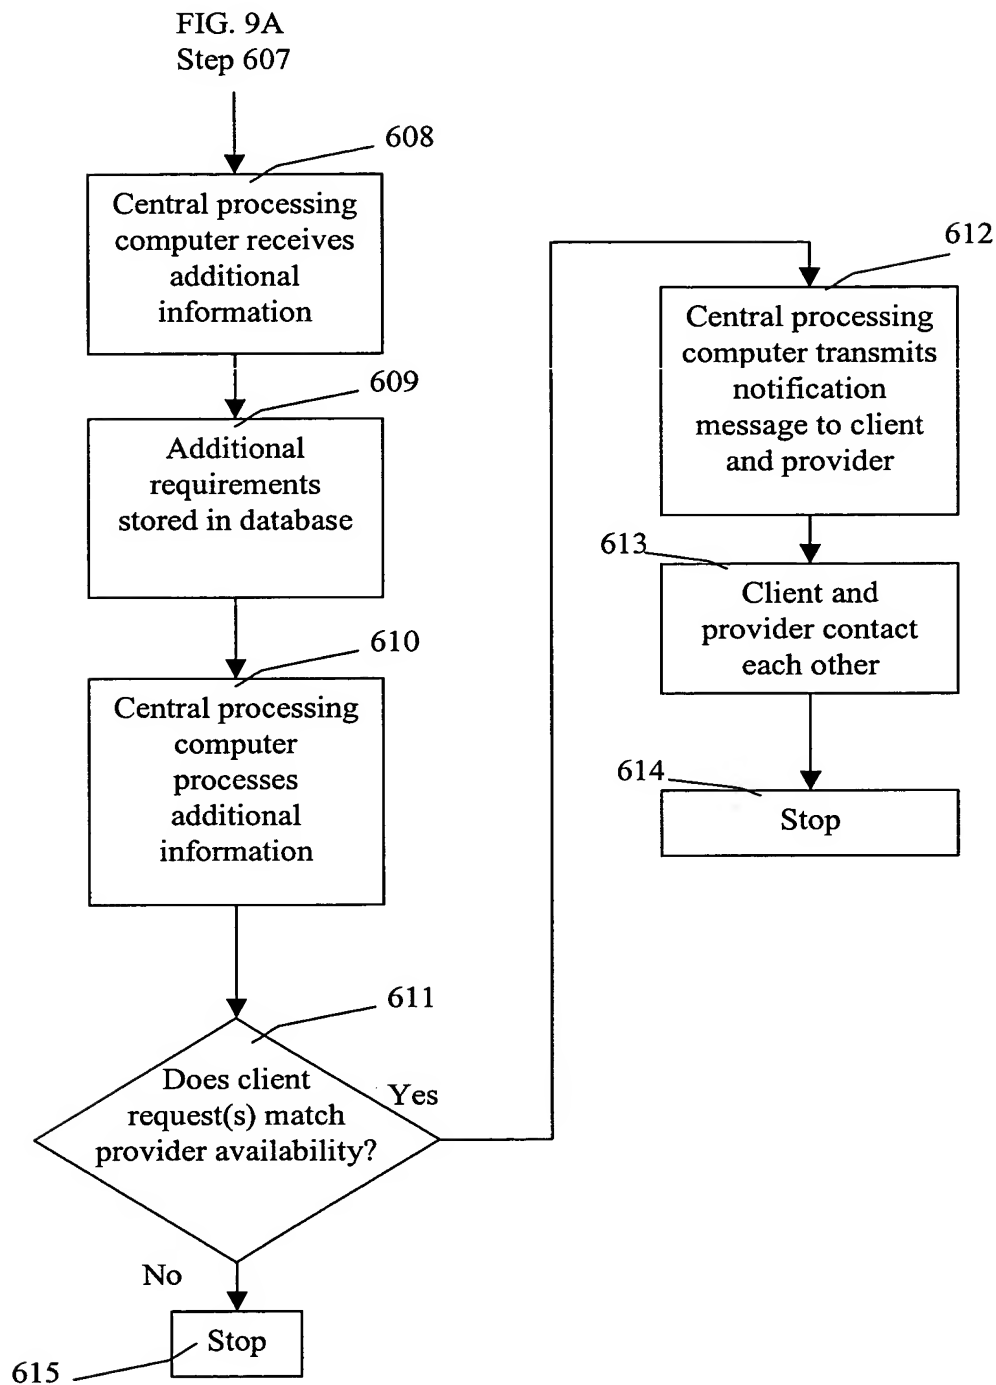 FIG. 9A
Step 607
608
Central processing
computer receives
additional
information
609
Additional
requirements
stored in database
610
Central processing
computer
processes
additional
information
611
Does client
request(s) match
provider availability?
Yes
No
Stop
615
612
Central processing
computer transmits
notification
message to client
and provider
613
Client and
provider contact
each other
614
Stop